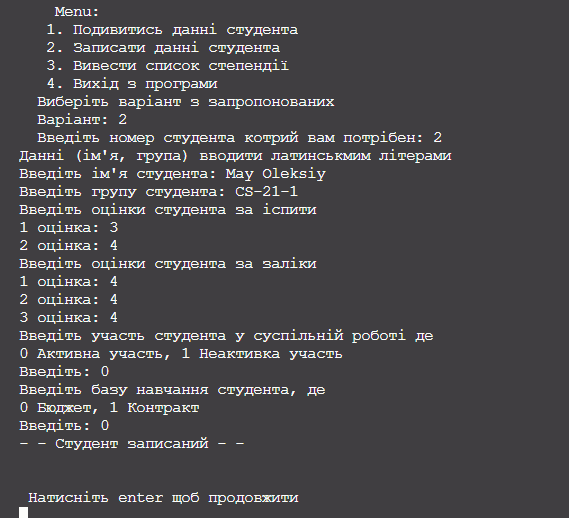 Menu:
1. Подивитись данні студента
2. Записати данні студента
3. Вивести список степендії
4. Вихід з програми
Виберіть варіант з запропонованих
Варіант: 2
Введіть номер студента котрий вам потрібен: 2
Данні (ім'я, група) вводити латинськмим літерами
Введіть ім'я студента: May Oleksiy
Введіть групу студента: CS-21-1
Введіть оцінки студента за іспити
1 оцінка: 3
2 оцінка: 4
Введіть оцінки студента за заліки
1 оцінка: 4
2 оцінка: 4
3 оцінка: 4
Введіть участь студента у суспільній роботі де
0 Активна участь, 1 Неактивка участь
Введіть: 0
Введіть базу навчання студента, де
0 Бюджет, 1 Контракт
Введіть: 0
- - Студент записаний - -
Натисніть enter щоб продовжити